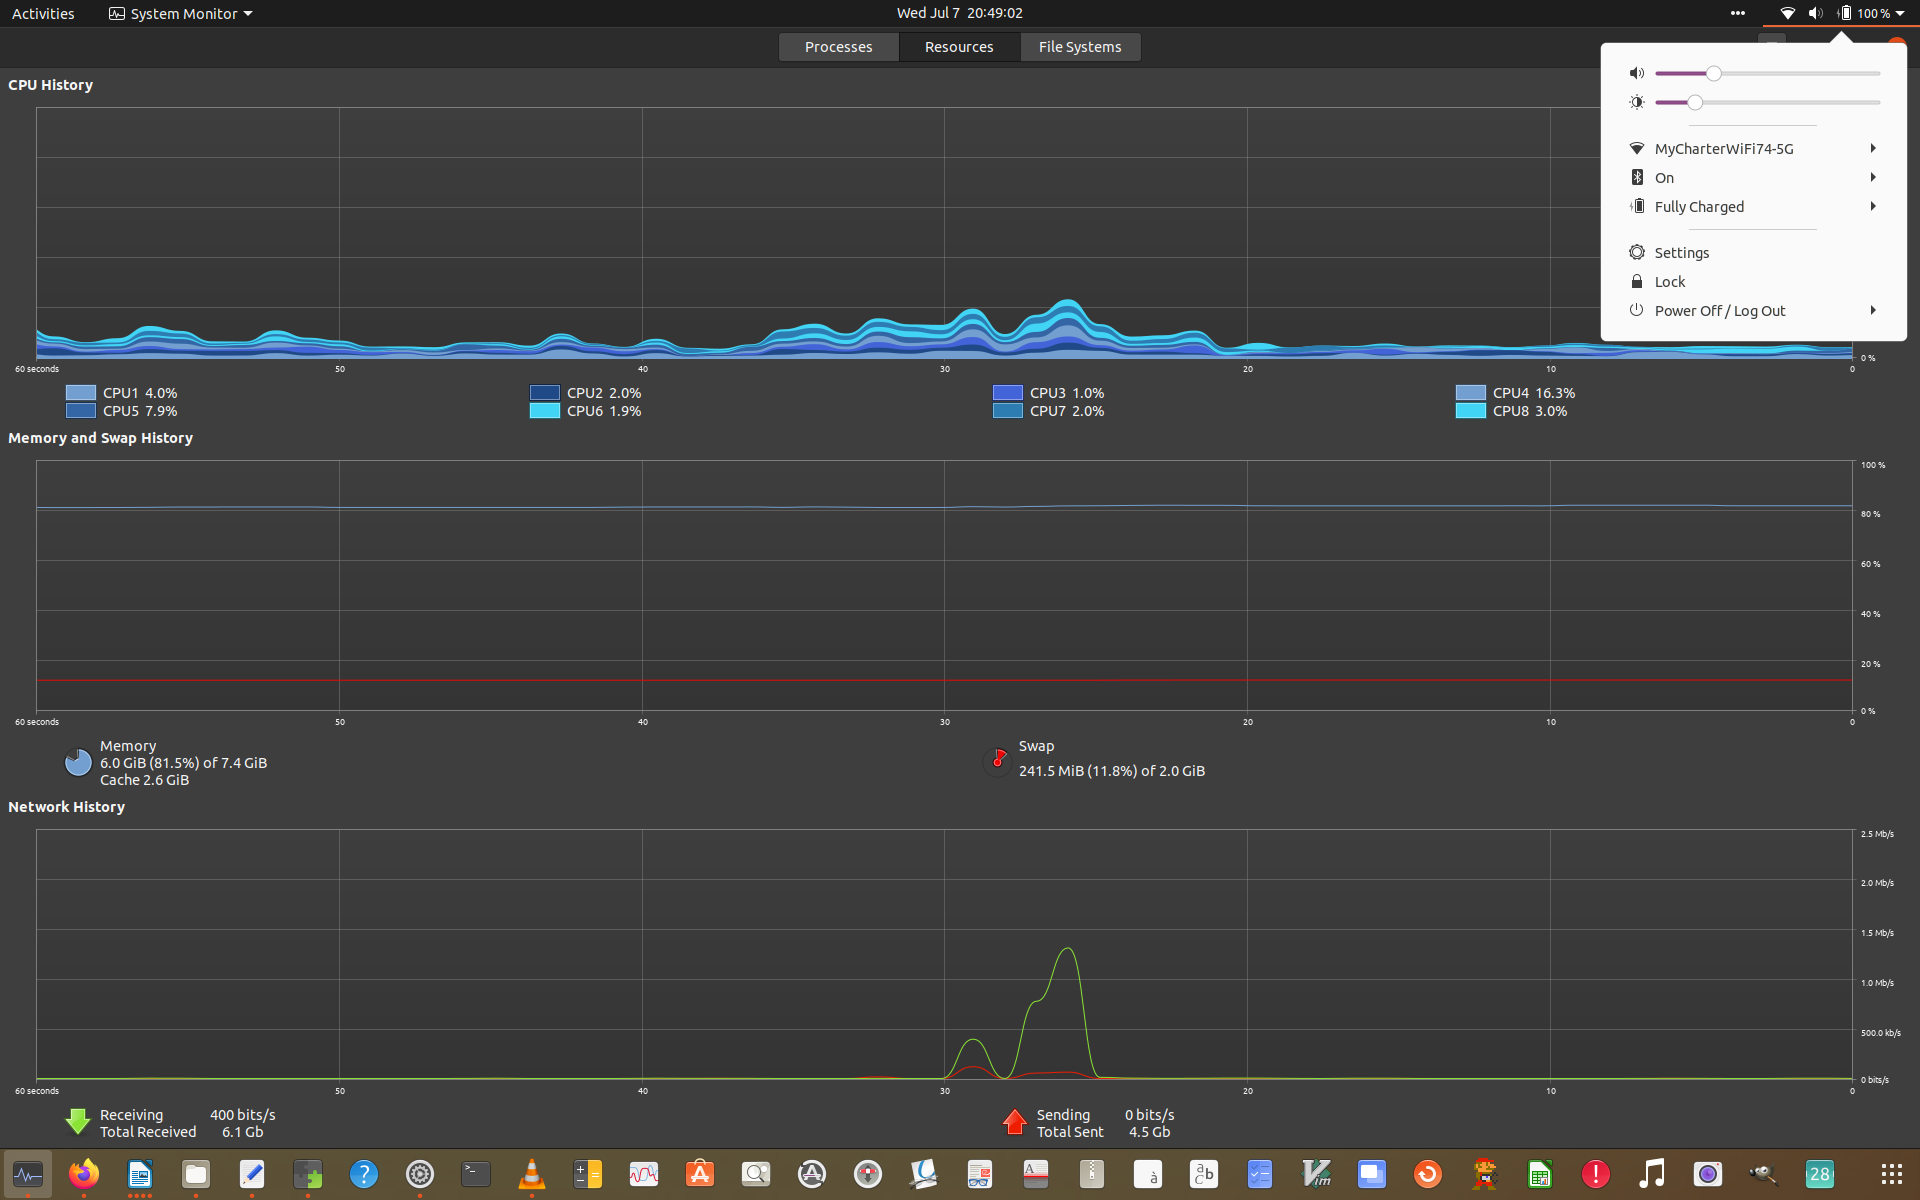 Activities System Monitor Wed Jul 7 20:49:02 100 %
Processes Resources File Systems
CPU History
MyCharterWiFi74-5G
On
Fully Charged
Settings
Lock
Power Off / Log Out
0 %
60 seconds 50 40 30 20 10 0
CPU1 4.0% CPU2 2.0% CPU3 1.0% CPU4 16.3%
CPU5 7.9% CPU6 1.9% CPU7 2.0% CPU8 3.0%
Memory and Swap History
100 %
80 %
60 %
40 %
20 %
0 %
60 seconds 50 40 30 20 10 0
Memory
6.0 GiB (81.5%) of 7.4 GiB
Cache 2.6 GiB
Swap
241.5 MiB (11.8%) of 2.0 GiB
Network History
2.5 Mb/s
2.0 Mb/s
1.5 Mb/s
1.0 Mb/s
500.0 kb/s
0 bits/s
60 seconds 50 40 30 20 10 0
Receiving 400 bits/s
Total Received 6.1 Gb
Sending 0 bits/s
Total Sent 4.5 Gb
? >_ A à a b c Vim ! 28